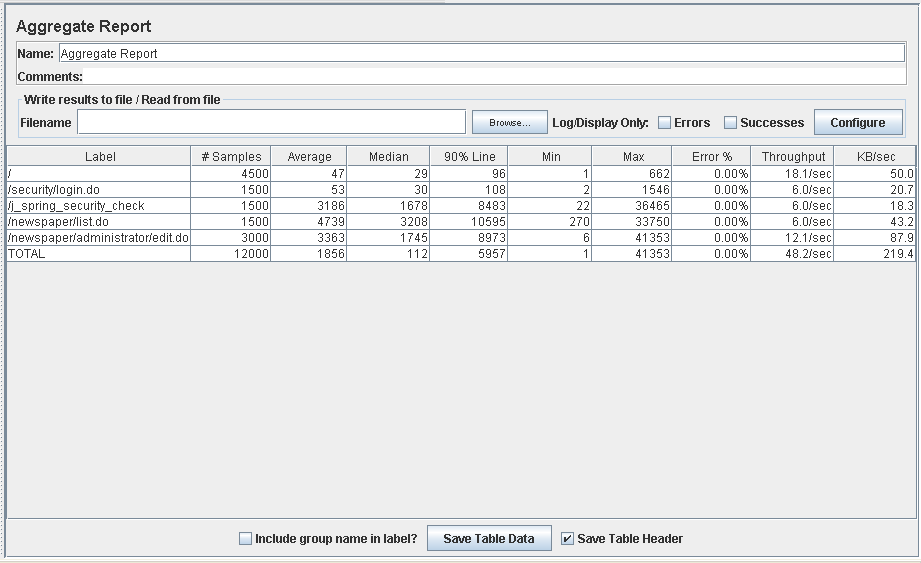 Aggregate Report
Name: Aggregate Report
Comments:
Write results to file / Read from file
Filename Browse... Log/Display Only: Errors Successes Configure
Label # Samples Average Median 90% Line Min Max Error % Throughput KB/sec
/ 4500 47 29 96 1 662 0.00% 18.1/sec 50.0
/security/login.do 1500 53 30 108 2 1546 0.00% 6.0/sec 20.7
/j_spring_security_check 1500 3186 1678 8483 22 36465 0.00% 6.0/sec 18.3
/newspaper/list.do 1500 4739 3208 10595 270 33750 0.00% 6.0/sec 43.2
/newspaper/administrator/edit.do 3000 3363 1745 8973 6 41353 0.00% 12.1/sec 87.9
TOTAL 12000 1856 112 5957 1 41353 0.00% 48.2/sec 219.4
Include group name in label? Save Table Data Save Table Header